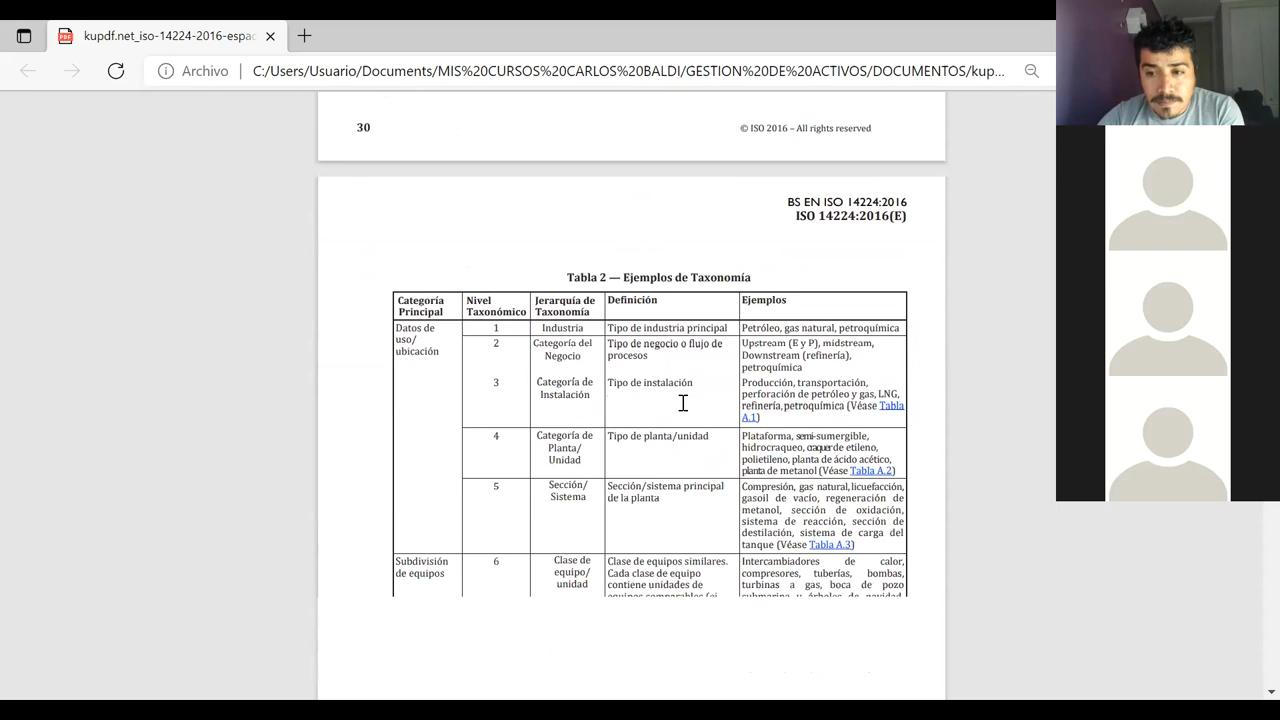 kupdf.net_iso-14224-2016-espac
Archivo
C:/Users/Usuario/Documents/MIS%20CURSOS%20CARLOS%20BALDI/GESTION%20DE%20ACTIVOS/DOCUMENTOS/kup...
30
© ISO 2016 – All rights reserved
BS EN ISO 14224:2016
ISO 14224:2016(E)
Tabla 2 — Ejemplos de Taxonomía
Categoría Principal
Nivel Taxonómico
Jerarquía de Taxonomía
Definición
Ejemplos
Datos de
uso/
ubicación
1
Industria
Tipo de industria principal
Petróleo, gas natural, petroquímica
2
Categoría del
Negocio
Tipo de negocio o flujo de
procesos
Upstream (E y P), midstream,
Downstream (refinería),
petroquímica
3
Categoría de
Instalación
Tipo de instalación
Producción, transportación,
perforación de petróleo y gas, LNG,
refinería, petroquímica (Véase Tabla
A.1)
4
Categoría de
Planta/
Unidad
Tipo de planta/unidad
Plataforma, semi-sumergible,
hidrocraqueo, craquer de etileno,
polietileno, planta de ácido acético,
planta de metanol (Véase Tabla A.2)
5
Sección/
Sistema
Sección/sistema principal
de la planta
Compresión, gas natural, licuefacción,
gasoil de vacío, regeneración de
metanol, sección de oxidación,
sistema de reacción, sección de
destilación, sistema de carga del
tanque (Véase Tabla A.3)
Subdivisión
de equipos
6
Clase de
equipo/
unidad
Clase de equipos similares.
Cada clase de equipo
contiene unidades de
equipos comparables (ej
Intercambiadores de calor,
compresores, tuberías, bombas,
turbinas a gas, boca de pozo
submarino y árboles de navidad,